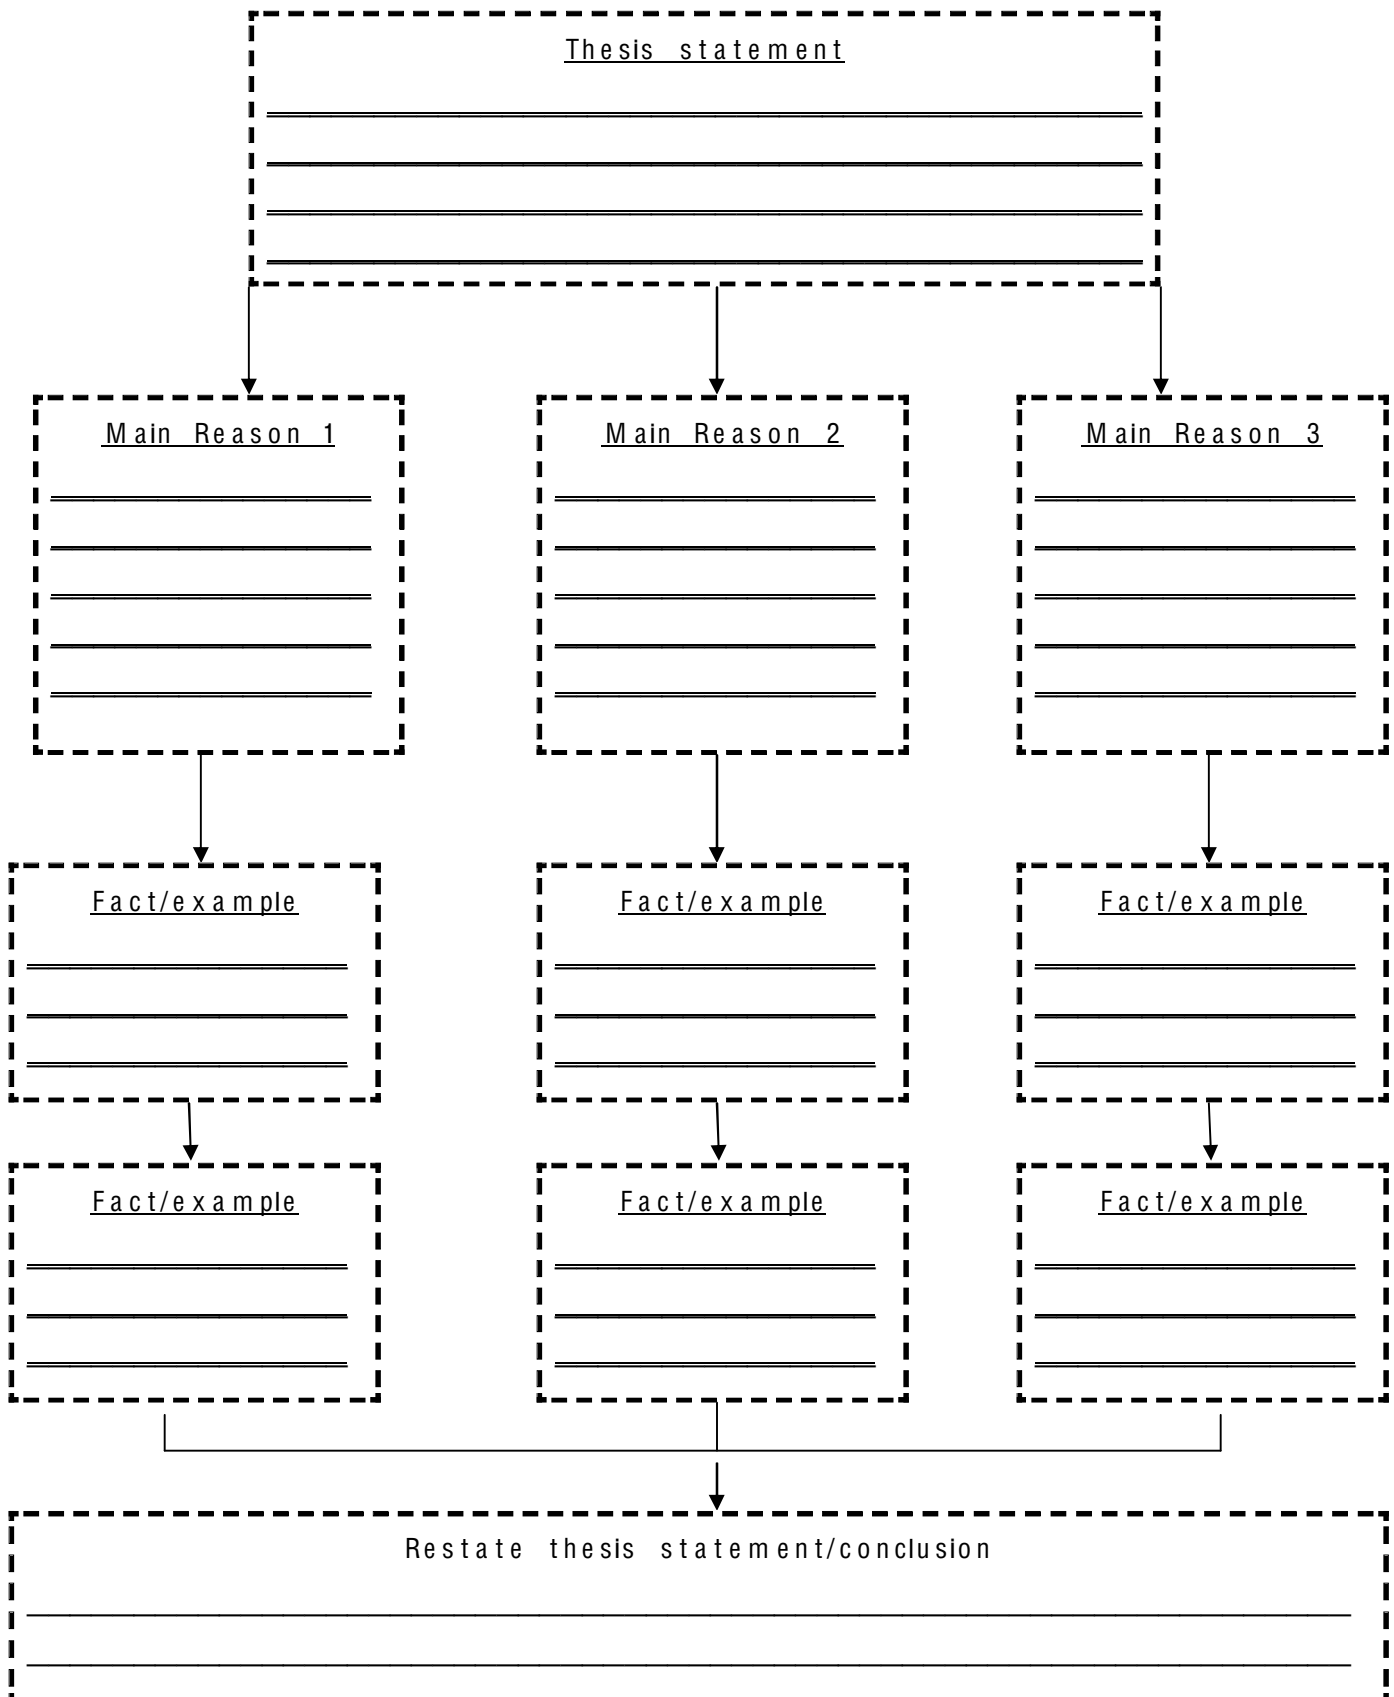 Thesis statement
Main Reason 1
Main Reason 2
Main Reason 3
Fact/example
Fact/example
Fact/example
Fact/example
Fact/example
Fact/example
Restate thesis statement/conclusion